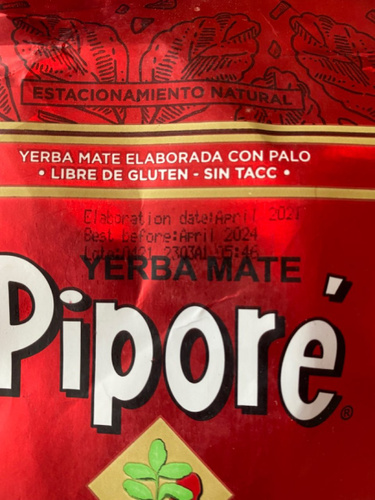 ESTACIONAMIENTO NATURAL
YERBA MATE ELABORADA CON PALO
• LIBRE DE GLUTEN - SIN TACC •
Elaboration date:April 2021
Best before:April 2024
YERBA MATE
Piporé®